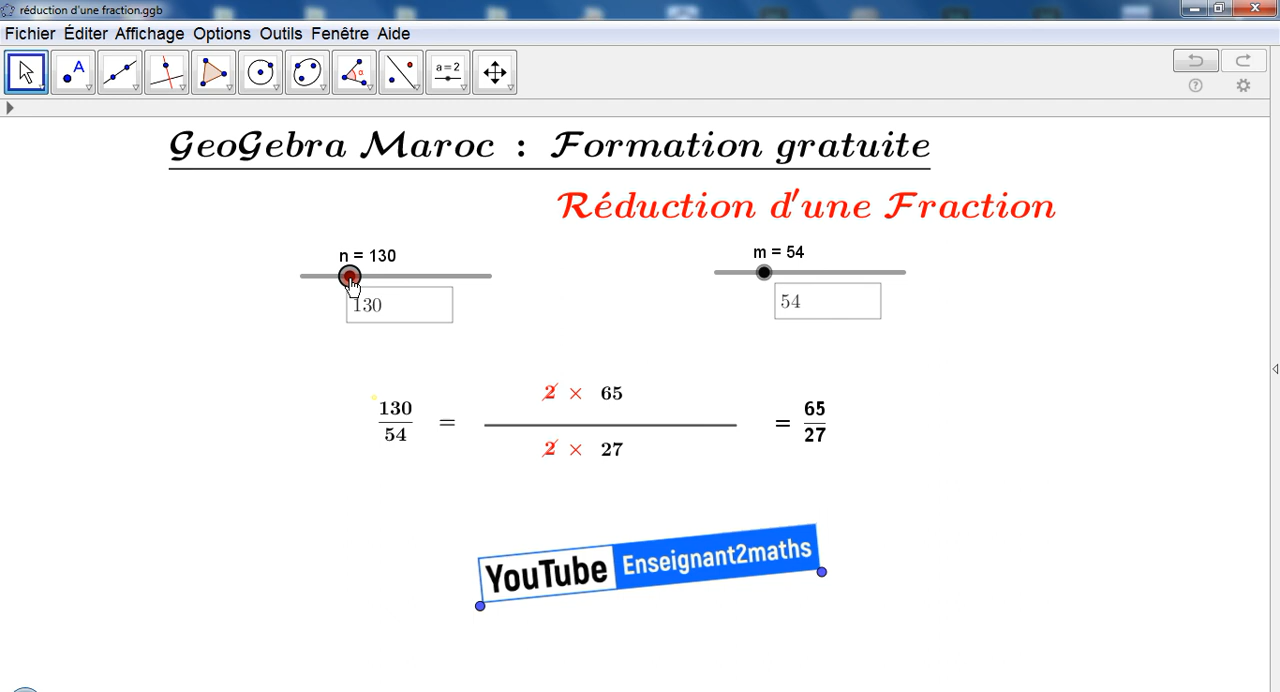 réduction d'une fraction.ggb
Fichier Éditer Affichage Options Outils Fenêtre Aide
A
α
a = 2
GeoGebra Maroc : Formation gratuite
Réduction d'une Fraction
n = 130
m = 54
130
54
2 × 65
130/54 = = 65/27
2 × 27
YouTube Enseignant2maths